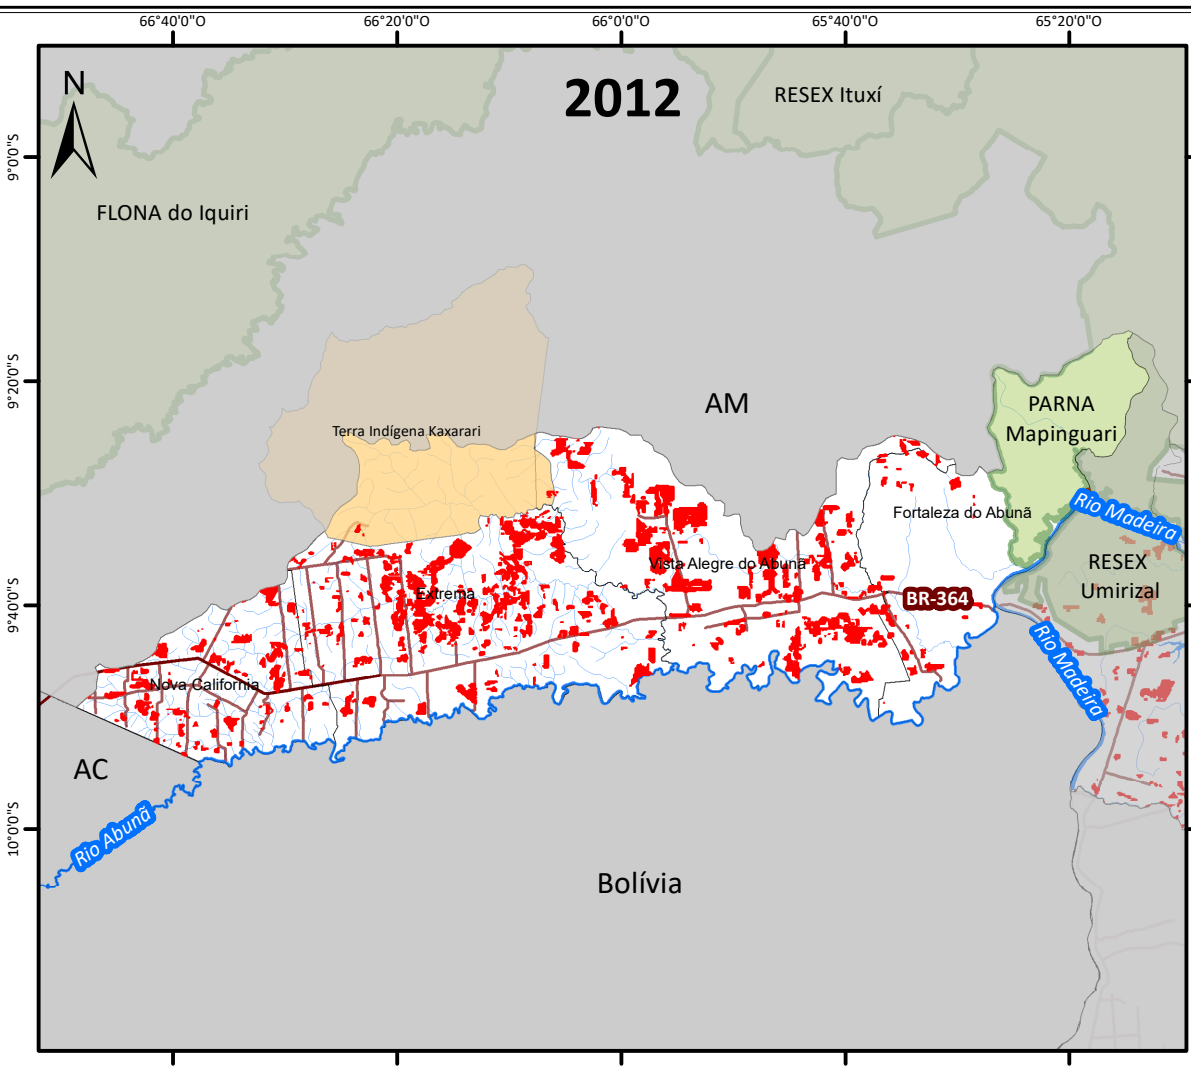 66°40'0"O
66°20'0"O
66°0'0"O
65°40'0"O
65°20'0"O
N
2012
RESEX Ituxí
9°0'0"S
FLONA do Iquiri
9°20'0"S
AM
PARNA
Mapinguari
Terra Indígena Kaxarari
Rio Madeira
Fortaleza do Abunã
Vista Alegre do Abunã
RESEX
Umirizal
Extrema
BR-364
9°40'0"S
Rio Madeira
Nova California
AC
Rio Abunã
10°0'0"S
Bolívia